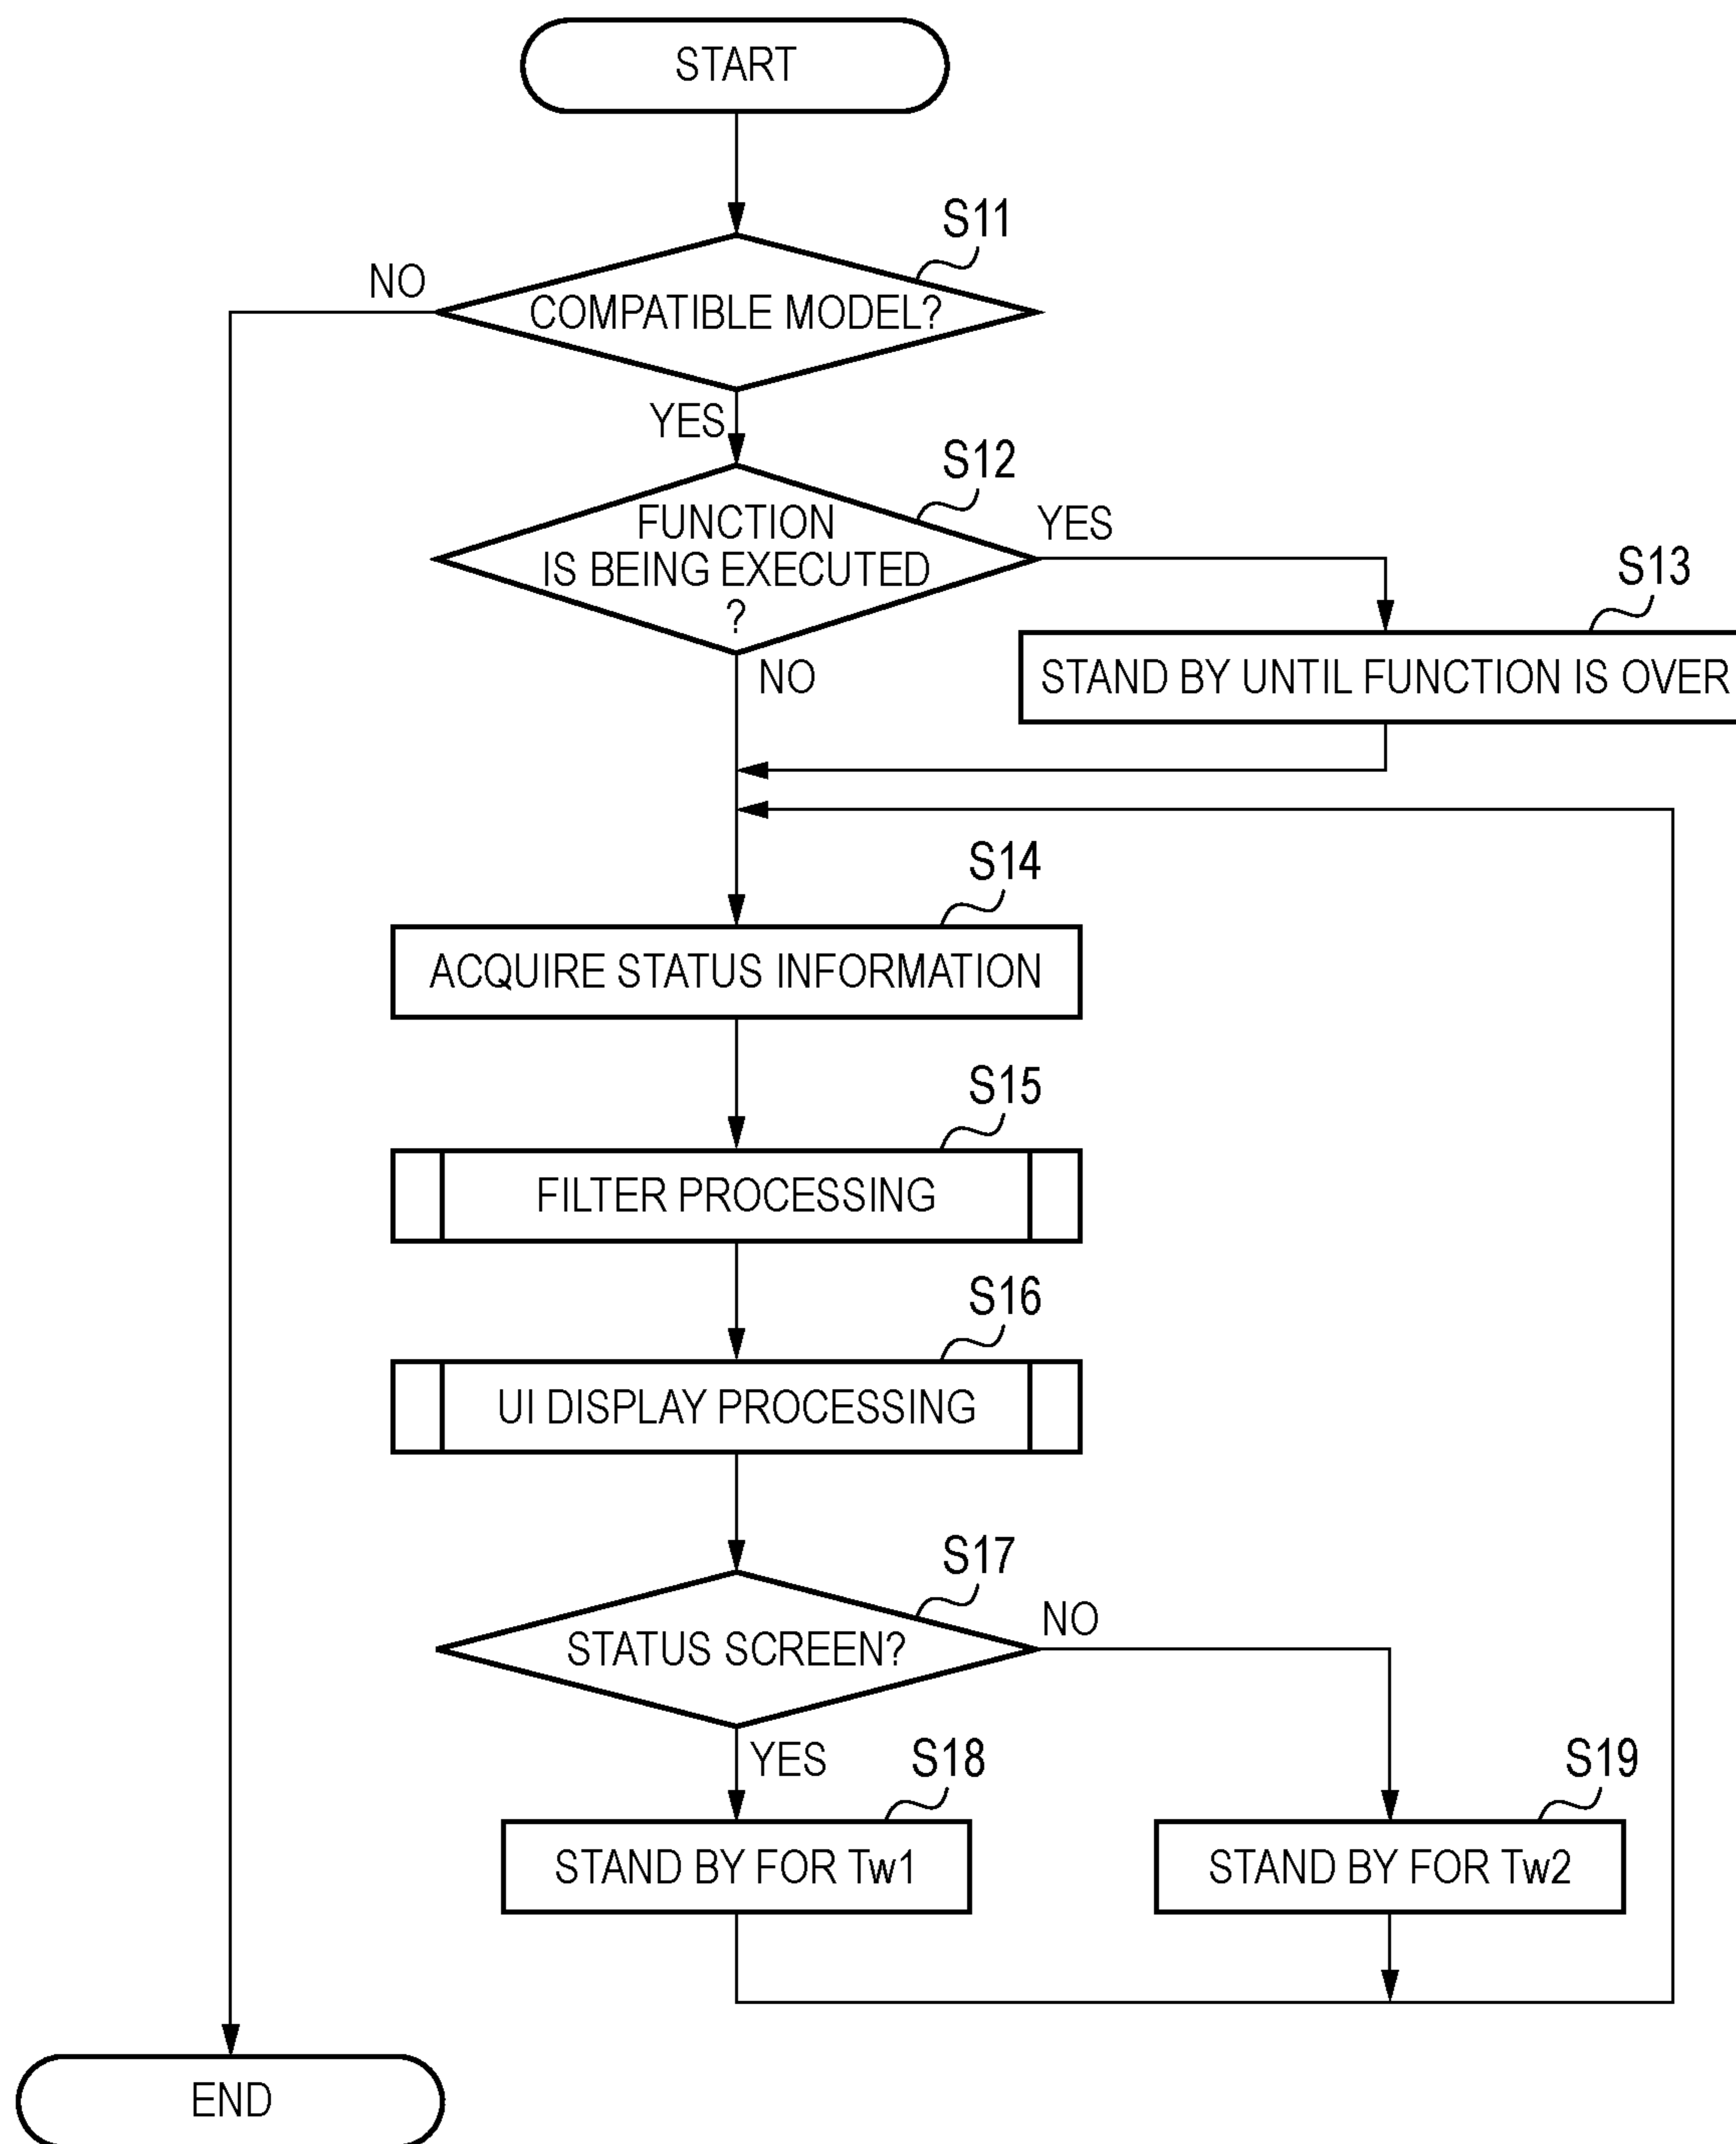 START
S11
NO
COMPATIBLE MODEL?
YES
S12
FUNCTION
IS BEING EXECUTED
?
YES
S13
STAND BY UNTIL FUNCTION IS OVER
NO
S14
ACQUIRE STATUS INFORMATION
S15
FILTER PROCESSING
S16
UI DISPLAY PROCESSING
S17
STATUS SCREEN?
NO
YES
S18
STAND BY FOR Tw1
S19
STAND BY FOR Tw2
END